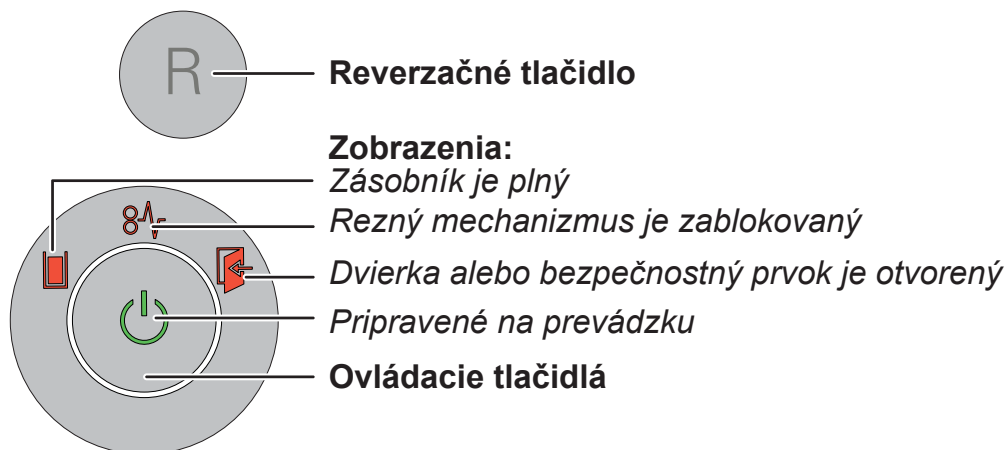 R
Reverzačné tlačidlo
Zobrazenia:
Zásobník je plný
Rezný mechanizmus je zablokovaný
Dvierka alebo bezpečnostný prvok je otvorený
Pripravené na prevádzku
Ovládacie tlačidlá